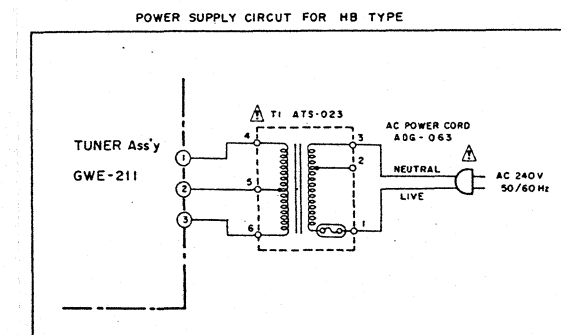 POWER SUPPLY CIRCUT FOR HB TYPE
T1 ATS-023
AC POWER CORD
ADG-063
TUNER Ass'y
GWE-211
1
2
3
4
5
6
3
2
1
NEUTRAL
LIVE
AC 240V
50/60Hz